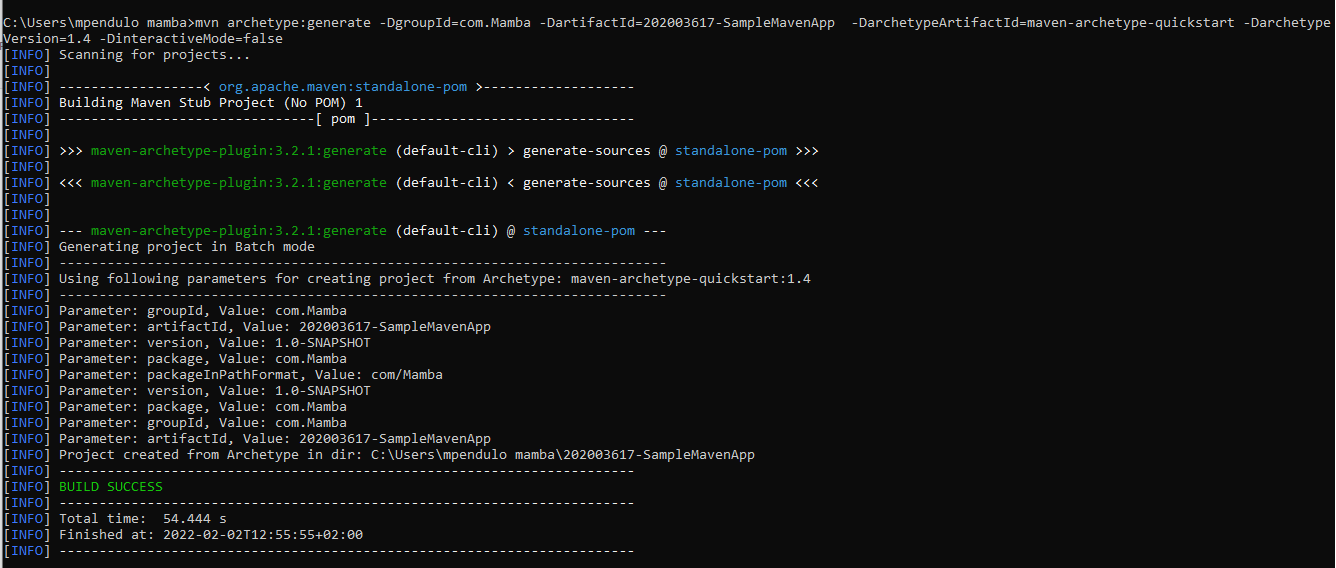 C:\Users\mpendulo mamba>mvn archetype:generate -DgroupId=com.Mamba -DartifactId=202003617-SampleMavenApp  -DarchetypeArtifactId=maven-archetype-quickstart -Darchetype
Version=1.4 -DinteractiveMode=false
[INFO] Scanning for projects...
[INFO]
[INFO] ------------------< org.apache.maven:standalone-pom >-------------------
[INFO] Building Maven Stub Project (No POM) 1
[INFO] --------------------------------[ pom ]---------------------------------
[INFO]
[INFO] >>> maven-archetype-plugin:3.2.1:generate (default-cli) > generate-sources @ standalone-pom >>>
[INFO]
[INFO] <<< maven-archetype-plugin:3.2.1:generate (default-cli) < generate-sources @ standalone-pom <<<
[INFO]
[INFO]
[INFO] --- maven-archetype-plugin:3.2.1:generate (default-cli) @ standalone-pom ---
[INFO] Generating project in Batch mode
[INFO] ----------------------------------------------------------------------------
[INFO] Using following parameters for creating project from Archetype: maven-archetype-quickstart:1.4
[INFO] ----------------------------------------------------------------------------
[INFO] Parameter: groupId, Value: com.Mamba
[INFO] Parameter: artifactId, Value: 202003617-SampleMavenApp
[INFO] Parameter: version, Value: 1.0-SNAPSHOT
[INFO] Parameter: package, Value: com.Mamba
[INFO] Parameter: packageInPathFormat, Value: com/Mamba
[INFO] Parameter: version, Value: 1.0-SNAPSHOT
[INFO] Parameter: package, Value: com.Mamba
[INFO] Parameter: groupId, Value: com.Mamba
[INFO] Parameter: artifactId, Value: 202003617-SampleMavenApp
[INFO] Project created from Archetype in dir: C:\Users\mpendulo mamba\202003617-SampleMavenApp
[INFO] ------------------------------------------------------------------------
[INFO] BUILD SUCCESS
[INFO] ------------------------------------------------------------------------
[INFO] Total time:  54.444 s
[INFO] Finished at: 2022-02-02T12:55:55+02:00
[INFO] ------------------------------------------------------------------------